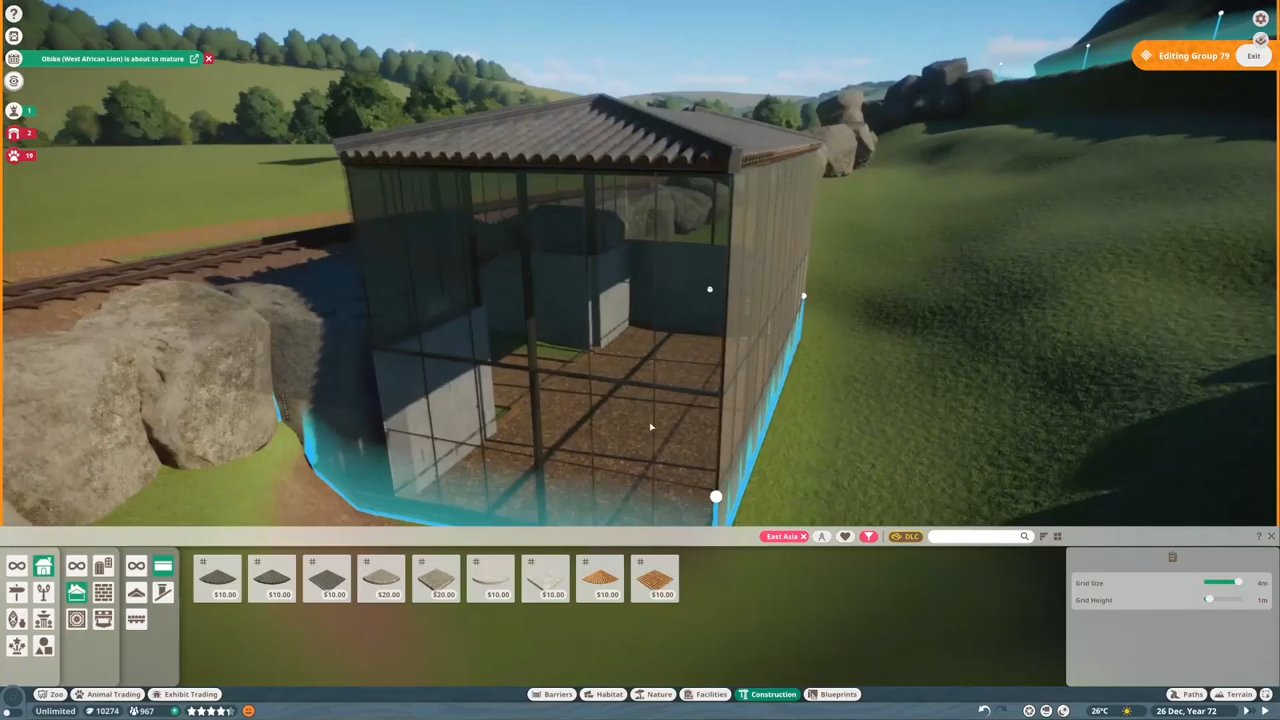 ?
Obike (West African Lion) is about to mature
Editing Group 79
Exit
1
2
19
East Asia
DLC
?
$10.00
$10.00
$10.00
$20.00
$20.00
$10.00
$10.00
$10.00
$10.00
Grid Size
4m
Grid Height
1m
Zoo
Animal Trading
Exhibit Trading
Barriers
Habitat
Nature
Facilities
Construction
Blueprints
Paths
Terrain
Unlimited
10274
967
26°C
26 Dec, Year 72